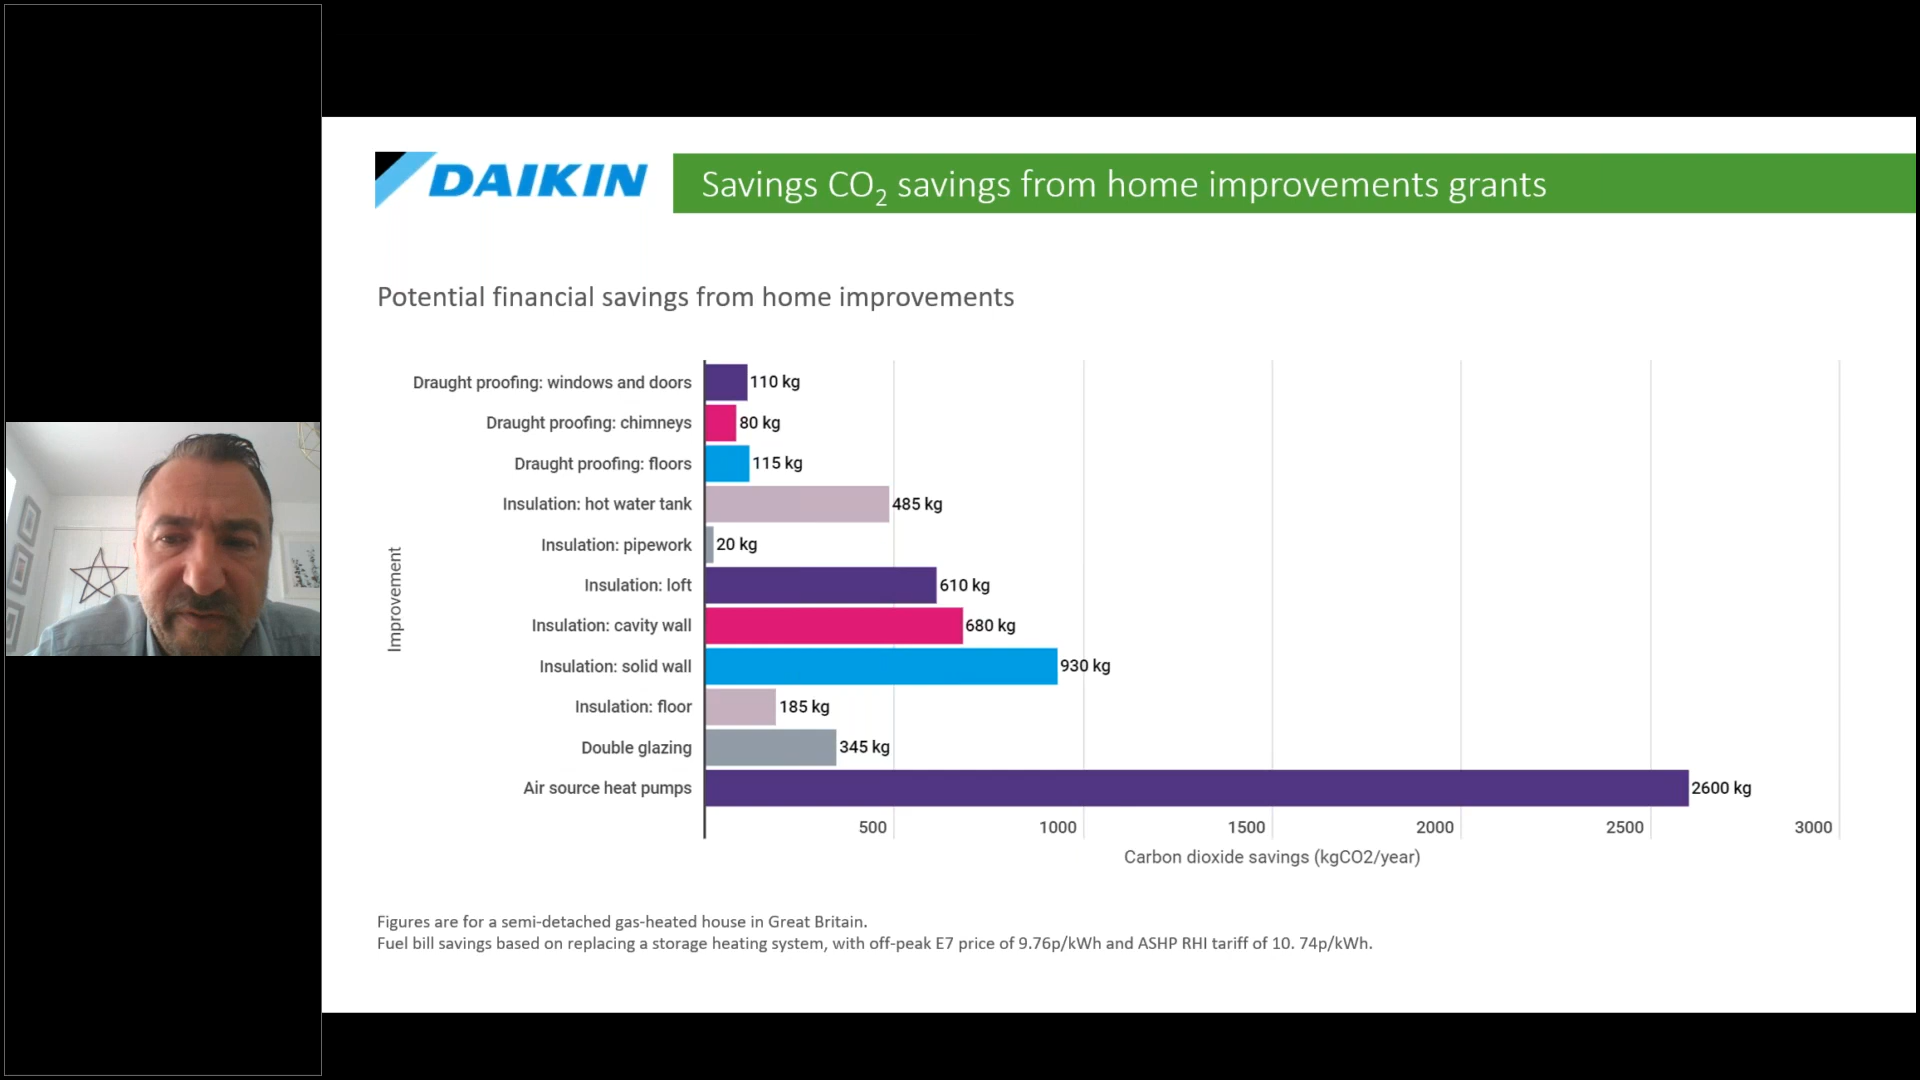 DAIKIN
Savings CO2 savings from home improvements grants
Potential financial savings from home improvements
Improvement
Draught proofing: windows and doors 110 kg
Draught proofing: chimneys 80 kg
Draught proofing: floors 115 kg
Insulation: hot water tank 485 kg
Insulation: pipework 20 kg
Insulation: loft 610 kg
Insulation: cavity wall 680 kg
Insulation: solid wall 930 kg
Insulation: floor 185 kg
Double glazing 345 kg
Air source heat pumps 2600 kg
500 1000 1500 2000 2500 3000
Carbon dioxide savings (kgCO2/year)
Figures are for a semi-detached gas-heated house in Great Britain.
Fuel bill savings based on replacing a storage heating system, with off-peak E7 price of 9.76p/kWh and ASHP RHI tariff of 10. 74p/kWh.